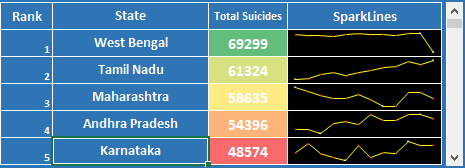 Rank State Total Suicides SparkLines
1 West Bengal 69299
2 Tamil Nadu 61324
3 Maharashtra 58635
4 Andhra Pradesh 54396
5 Karnataka 48574